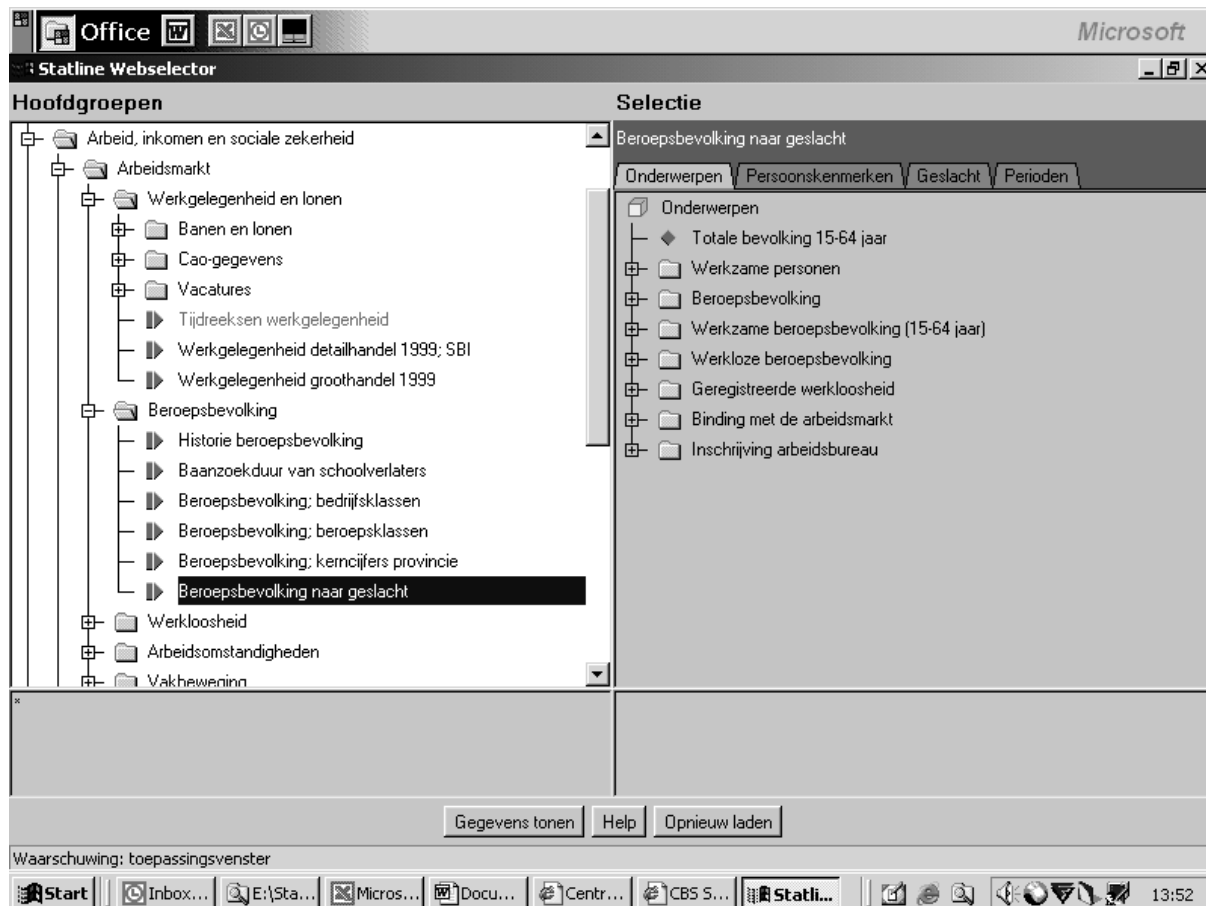 Office Microsoft
Statline Webselector
Hoofdgroepen
Arbeid, inkomen en sociale zekerheid
Arbeidsmarkt
Werkgelegenheid en lonen
Banen en lonen
Cao-gegevens
Vacatures
Tijdreeksen werkgelegenheid
Werkgelegenheid detailhandel 1999; SBI
Werkgelegenheid groothandel 1999
Beroepsbevolking
Historie beroepsbevolking
Baanzoekduur van schoolverlaters
Beroepsbevolking; bedrijfsklassen
Beroepsbevolking; beroepsklassen
Beroepsbevolking; kerncijfers provincie
Beroepsbevolking naar geslacht
Werkloosheid
Arbeidsomstandigheden
Vakbeweging
Selectie
Beroepsbevolking naar geslacht
Onderwerpen Persoonskenmerken Geslacht Perioden
Onderwerpen
Totale bevolking 15-64 jaar
Werkzame personen
Beroepsbevolking
Werkzame beroepsbevolking (15-64 jaar)
Werkloze beroepsbevolking
Geregistreerde werkloosheid
Binding met de arbeidsmarkt
Inschrijving arbeidsbureau
Gegevens tonen Help Opnieuw laden
Waarschuwing: toepassingsvenster
Start Inbox... E:\Sta... Micros... Docu... Centr... CBS S... Statli... 13:52